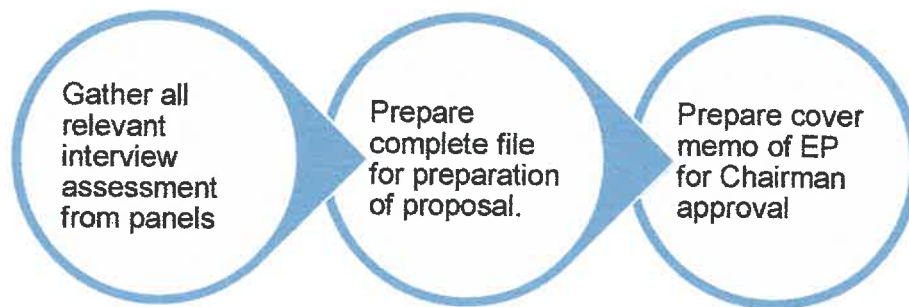 Gather all
relevant
interview
assessment
from panels
Prepare
complete file
for preparation
of proposal.
Prepare cover
memo of EP
for Chairman
approval